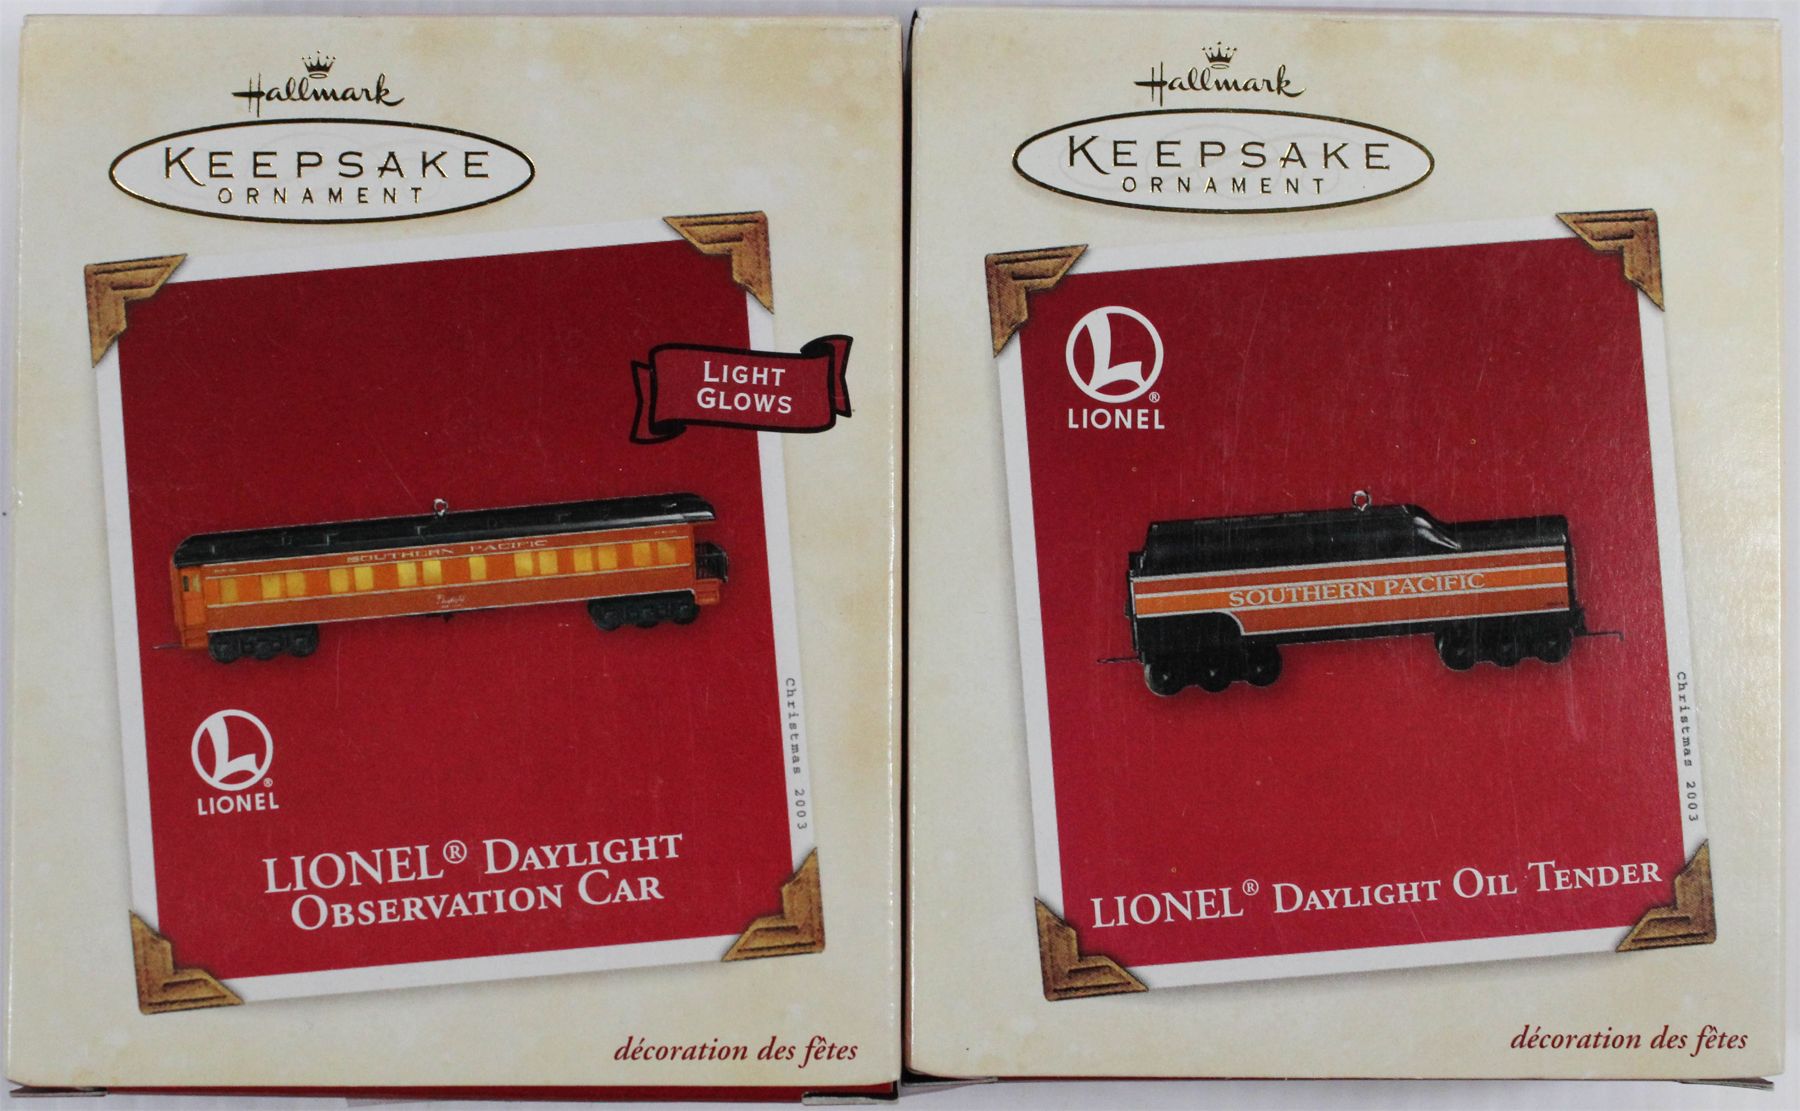 Hallmark
KEEPSAKE
ORNAMENT
LIGHT
GLOWS
SOUTHERN PACIFIC
Daylight
L
®
LIONEL
Christmas 2003
LIONEL® DAYLIGHT
OBSERVATION CAR
décoration des fêtes
Hallmark
KEEPSAKE
ORNAMENT
L
®
LIONEL
SOUTHERN PACIFIC
Christmas 2003
LIONEL® DAYLIGHT OIL TENDER
décoration des fêtes